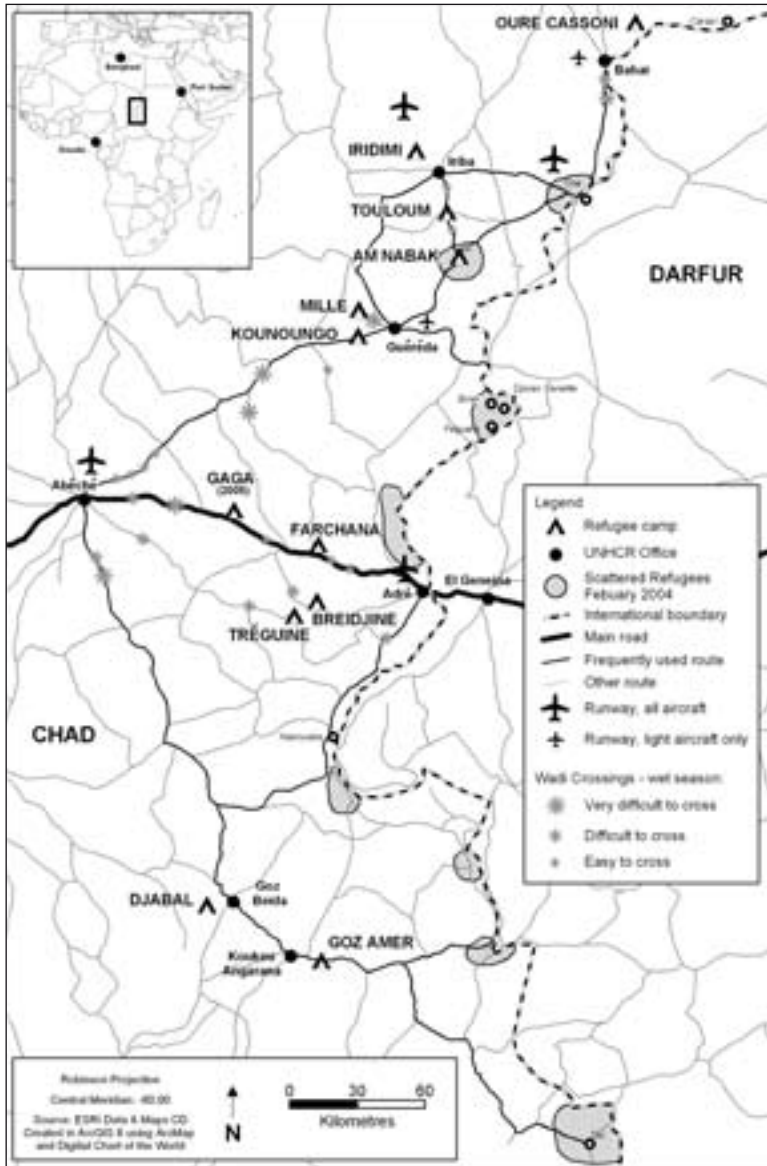 OURE CASSONI
Bahai
Port Sudan
Douala
IRIDIMI
Iriba
TOULOUM
AM NABAK
DARFUR
MILLE
KOUNOUNGO
Guéréda
Abéché
GAGA
(2005)
FARCHANA
Adré
El Geneina
BREIDJINE
TREGUINE
CHAD
Legend
Refugee camp
UNHCR Office
Scattered Refugees
Febuary 2004
International boundary
Main road
Frequently used route
Other route
Runway, all aircraft
Runway, light aircraft only
Wadi Crossings - wet season:
Very difficult to cross
Difficult to cross
Easy to cross
DJABAL
Goz
Beida
GOZ AMER
Koukou
Angarana
Robinson Projection
Central Meridian:
Source: ESRI Data & Maps CD
Created in ArcGIS 8 using ArcMap
and Digital Chart of the World
N
0 30 60
Kilometres